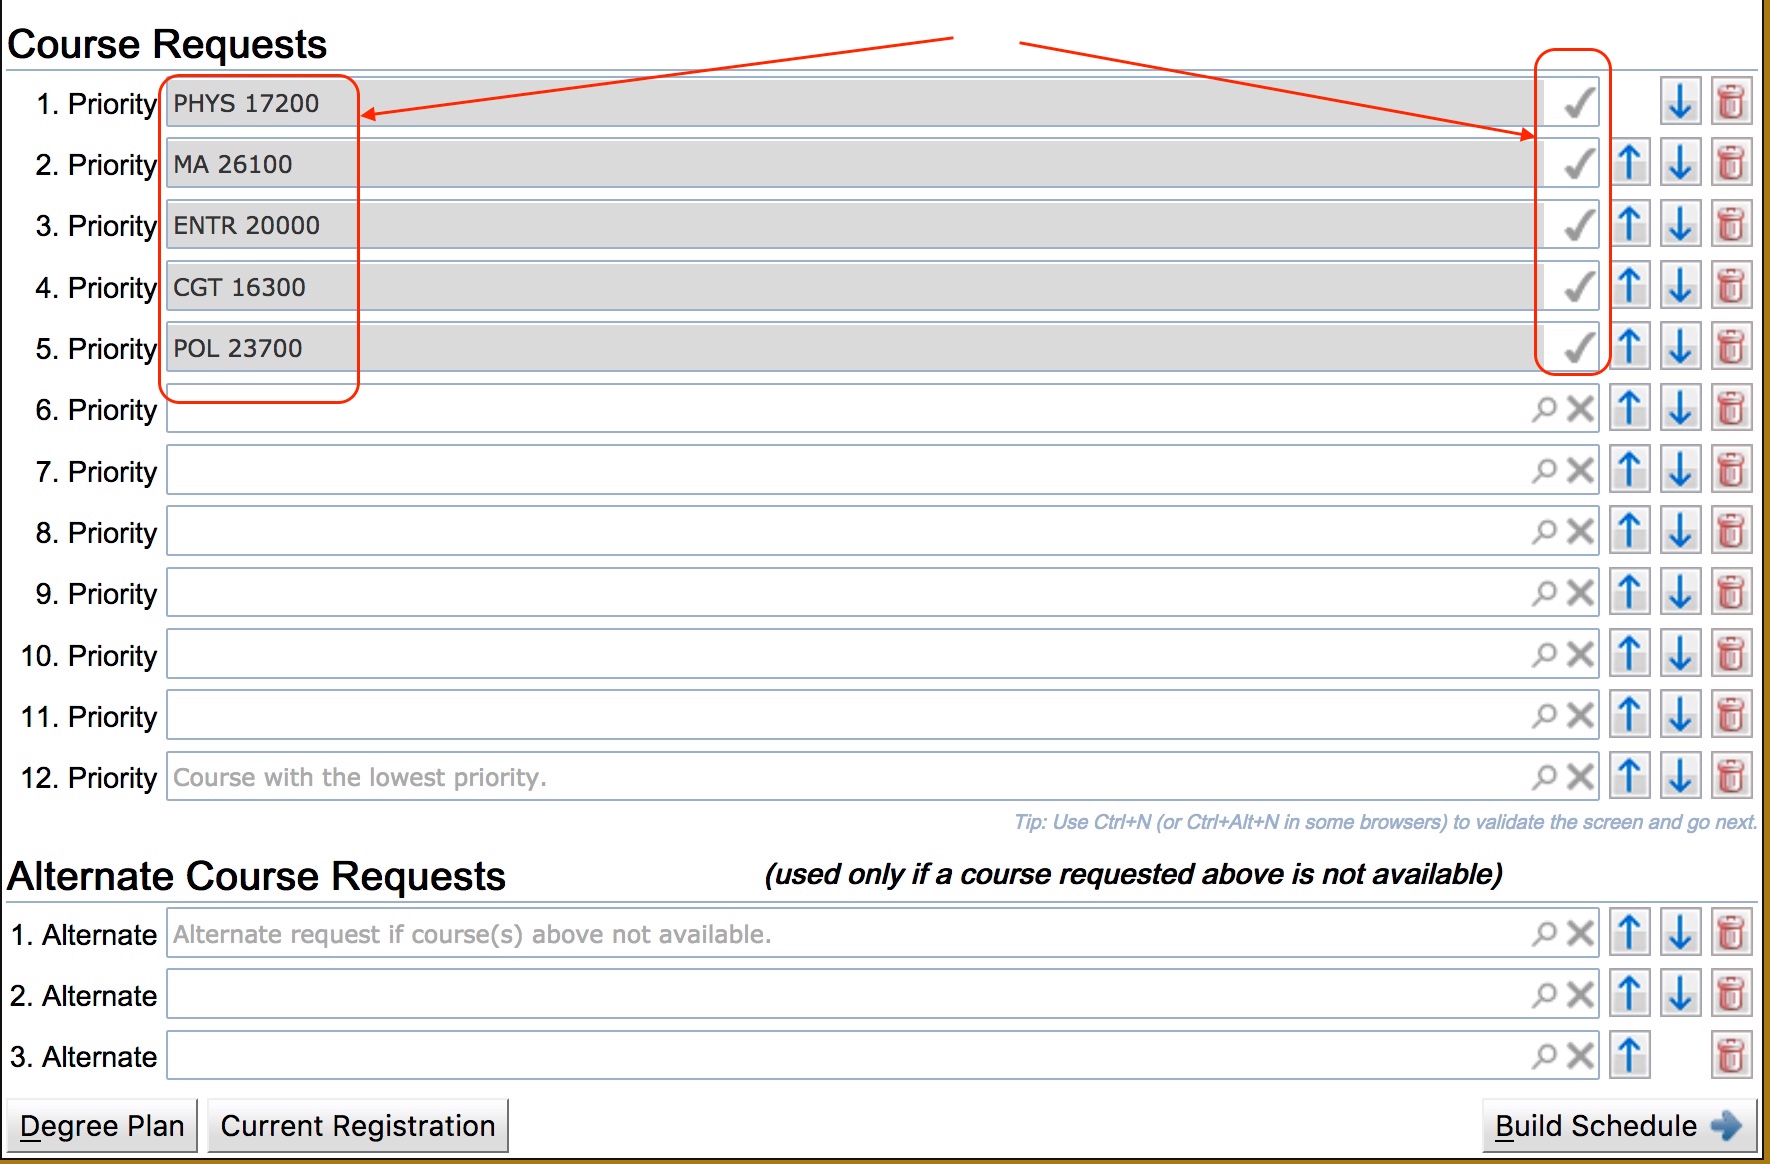 Course Requests
1. Priority PHYS 17200
2. Priority MA 26100
3. Priority ENTR 20000
4. Priority CGT 16300
5. Priority POL 23700
6. Priority
7. Priority
8. Priority
9. Priority
10. Priority
11. Priority
12. Priority Course with the lowest priority.
Tip: Use Ctrl+N (or Ctrl+Alt+N in some browsers) to validate the screen and go next.
Alternate Course Requests (used only if a course requested above is not available)
1. Alternate Alternate request if course(s) above not available.
2. Alternate
3. Alternate
Degree Plan Current Registration Build Schedule